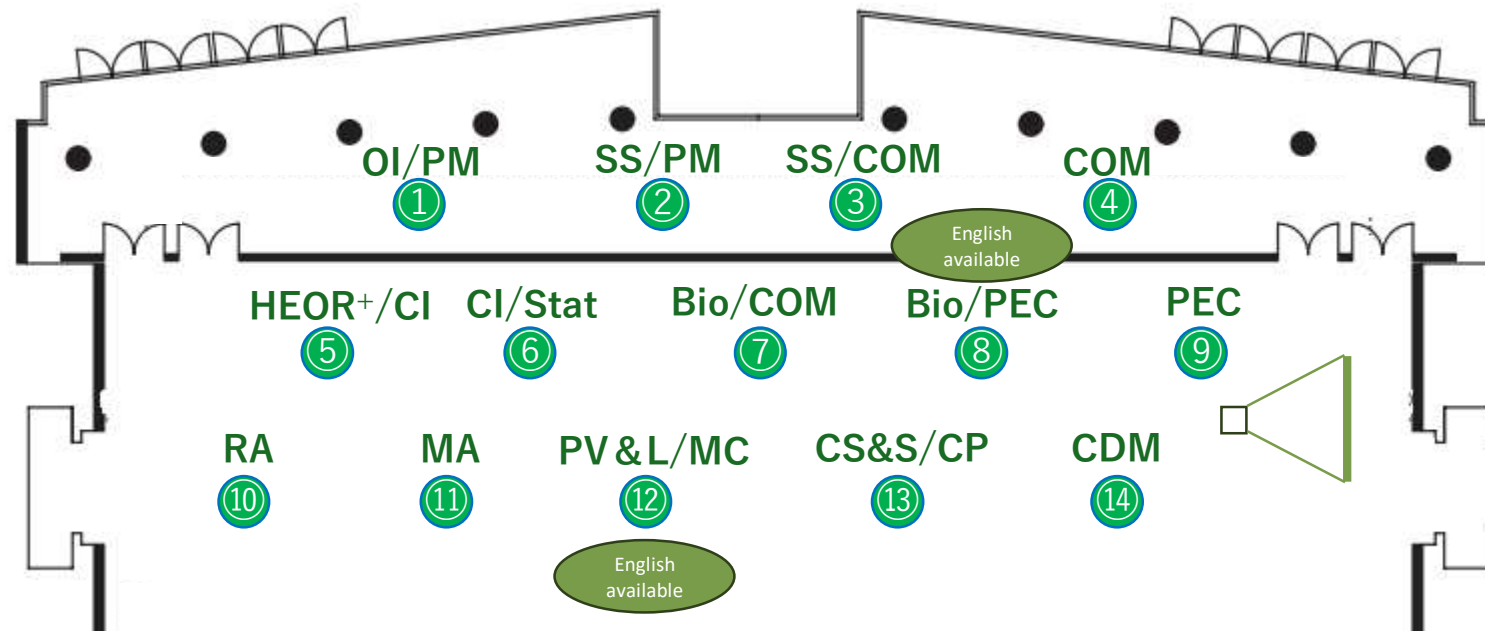 OI/PM SS/PM SS/COM COM
① ② ③ ④
English
available
HEOR⁺/CI CI/Stat Bio/COM Bio/PEC PEC
⑤ ⑥ ⑦ ⑧ ⑨
RA MA PV&L/MC CS&S/CP CDM
⑩ ⑪ ⑫ ⑬ ⑭
English
available